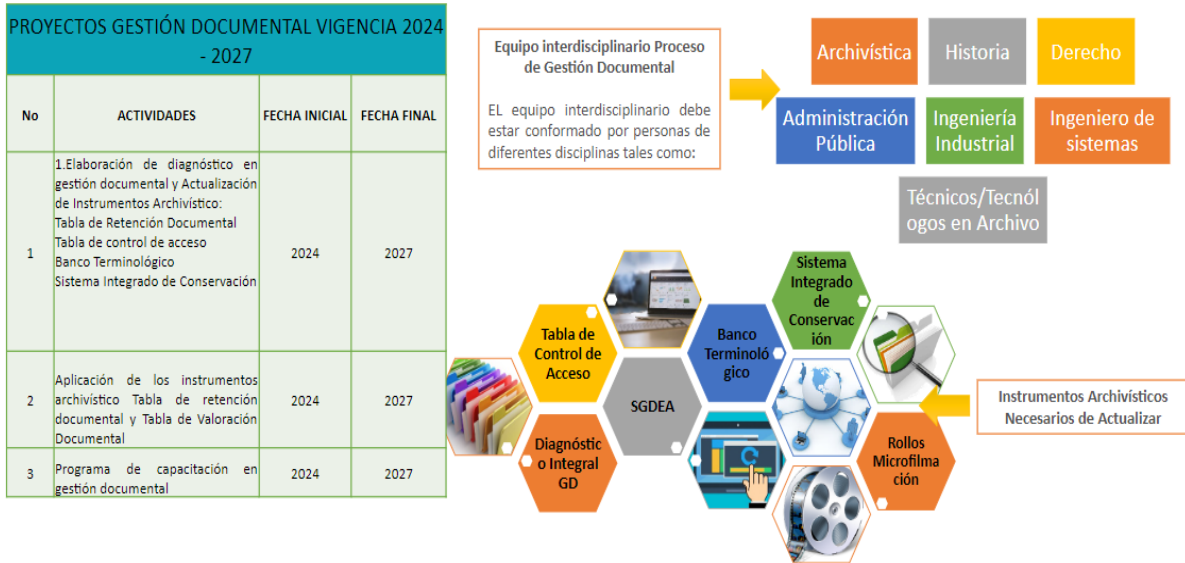 PROYECTOS GESTIÓN DOCUMENTAL VIGENCIA 2024
- 2027
No
ACTIVIDADES
FECHA INICIAL
FECHA FINAL
1
1.Elaboración de diagnóstico en
gestión documental y Actualización
de Instrumentos Archivístico:
Tabla de Retención Documental
Tabla de control de acceso
Banco Terminológico
Sistema Integrado de Conservación
2024
2027
2
Aplicación de los instrumentos
archivístico Tabla de retención
documental y Tabla de Valoración
Documental
2024
2027
3
Programa de capacitación en
gestión documental
2024
2027
Equipo interdisciplinario Proceso
de Gestión Documental
EL equipo interdisciplinario debe
estar conformado por personas de
diferentes disciplinas tales como:
Archivística
Historia
Derecho
Administración
Pública
Ingeniería
Industrial
Ingeniero de
sistemas
Técnicos/Tecnól
ogos en Archivo
Tabla de
Control de
Acceso
Diagnóstic
o Integral
GD
SGDEA
Banco
Terminoló
gico
Sistema
Integrado
de
Conservac
ión
Rollos
Microfilma
ción
Instrumentos Archivísticos
Necesarios de Actualizar